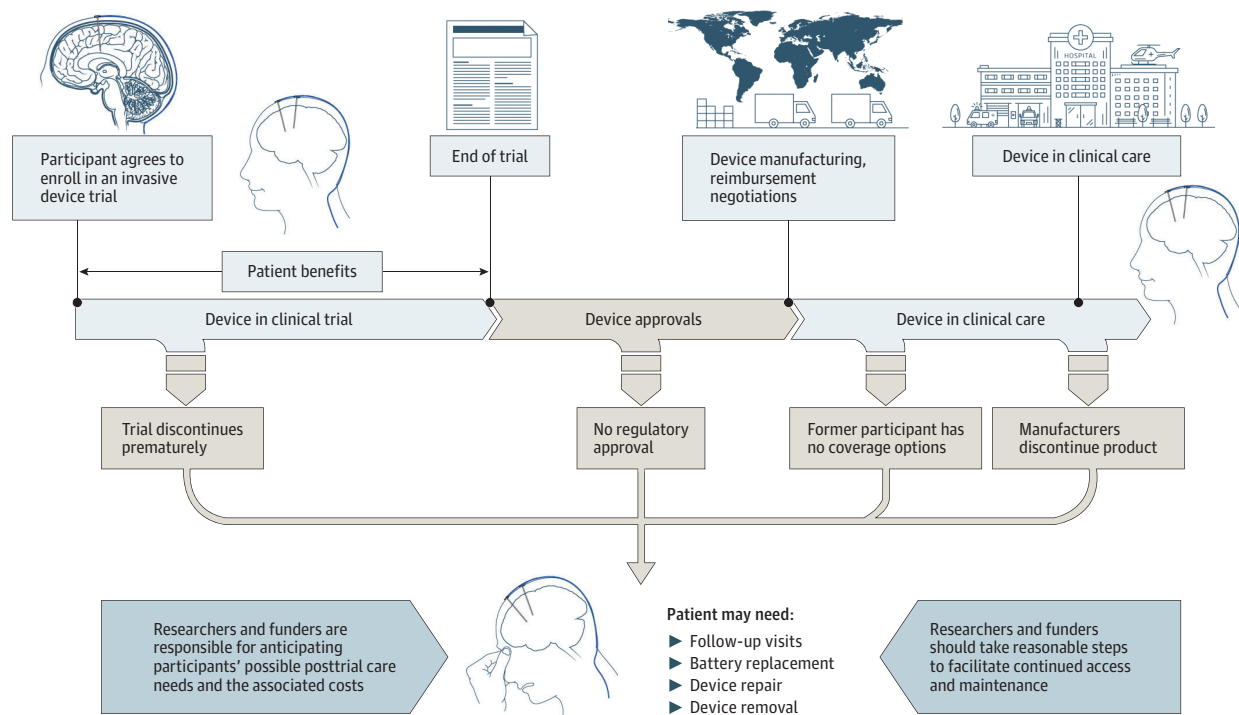 HOSPITAL
Participant agrees to
enroll in an invasive
device trial
End of trial
Device manufacturing,
reimbursement
negotiations
Device in clinical care
Patient benefits
Device in clinical trial
Device approvals
Device in clinical care
Trial discontinues
prematurely
No regulatory
approval
Former participant has
no coverage options
Manufacturers
discontinue product
Researchers and funders are
responsible for anticipating
participants’ possible posttrial care
needs and the associated costs
Patient may need:
Follow-up visits
Battery replacement
Device repair
Device removal
Researchers and funders
should take reasonable steps
to facilitate continued access
and maintenance